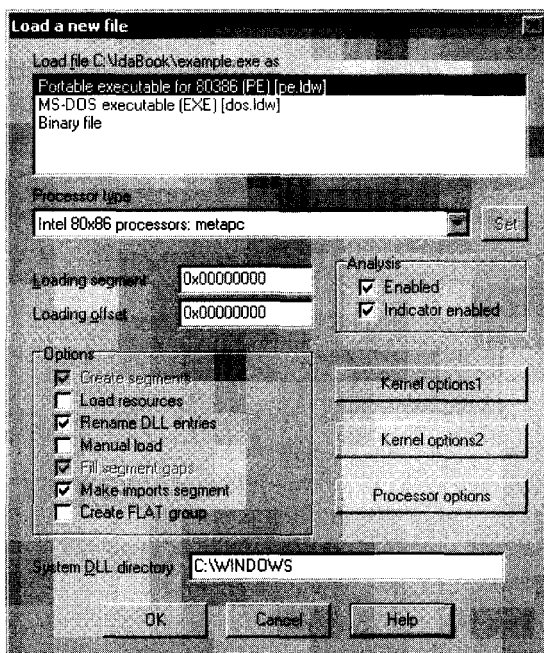 Load a new file
Load file C:\IdaBook\example.exe as
Portable executable for 80386 (PE) [pe.ldw]
MS-DOS executable (EXE) [dos.ldw]
Binary file
Processor type
Intel 80x86 processors: metapc
Set
Loading segment
0x00000000
Loading offset
0x00000000
Analysis
Enabled
Indicator enabled
Options
Create segments
Load resources
Rename DLL entries
Manual load
Fill segment gaps
Make imports segment
Create FLAT group
Kernel options1
Kernel options2
Processor options
System DLL directory
C:\WINDOWS
OK
Cancel
Help